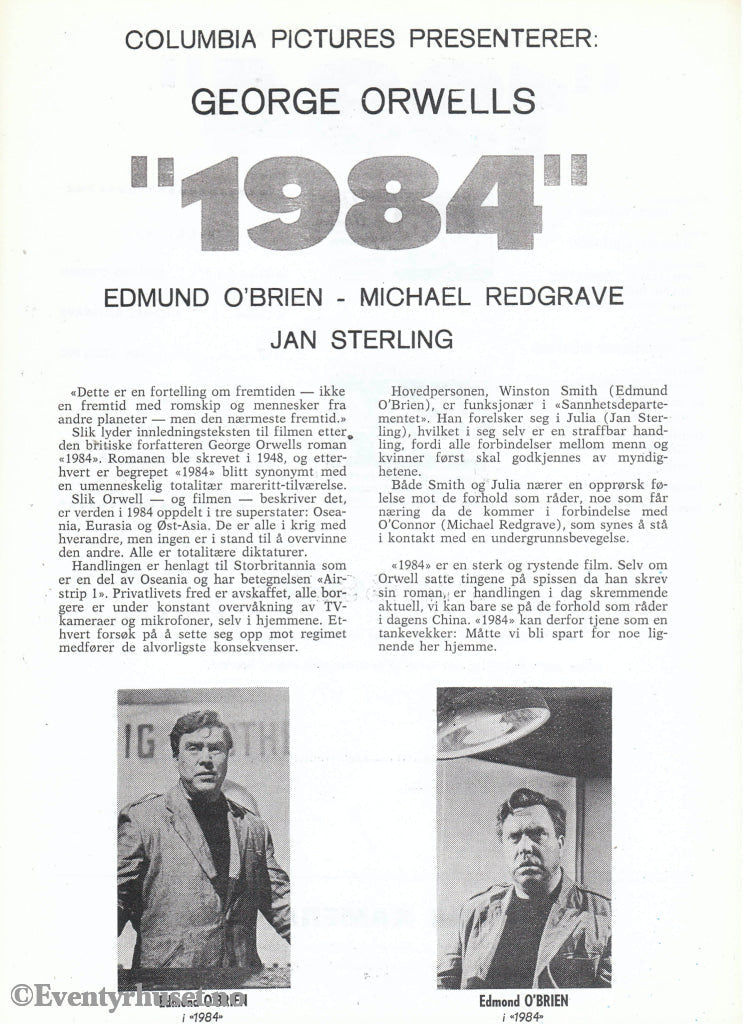 COLUMBIA PICTURES PRESENTERER:
GEORGE ORWELLS
"1984"
EDMUND O'BRIEN - MICHAEL REDGRAVE
JAN STERLING
«Dette er en fortelling om fremtiden — ikke
en fremtid med romskip og mennesker fra
andre planeter — men den nærmeste fremtid.»
Slik lyder innledningsteksten til filmen etter
den britiske forfatteren George Orwells roman
«1984». Romanen ble skrevet i 1948, og etter-
hvert er begrepet «1984» blitt synonymt med
en umenneskelig totalitær mareritt-tilværelse.
Slik Orwell — og filmen — beskriver det,
er verden i 1984 oppdelt i tre superstater: Osea-
nia, Eurasia og Øst-Asia. De er alle i krig med
hverandre, men ingen er i stand til å overvinne
den andre. Alle er totalitære diktaturer.
Handlingen er henlagt til Storbritannia som
er en del av Oseania og har betegnelsen «Air-
strip 1». Privatlivets fred er avskaffet, alle bor-
gere er under konstant overvåkning av TV-
kameraer og mikrofoner, selv i hjemmene. Et-
hvert forsøk på å sette seg opp mot regimet
medfører de alvorligste konsekvenser.
Hovedpersonen, Winston Smith (Edmund
O'Brien), er funksjonær i «Sannhetsdeparte-
mentet». Han forelsker seg i Julia (Jan Ster-
ling), hvilket i seg selv er en straffbar hand-
ling, fordi alle forbindelser mellom menn og
kvinner først skal godkjennes av myndig-
hetene.
Både Smith og Julia nærer en opprørsk fø-
lelse mot de forhold som råder, noe som får
næring da de kommer i forbindelse med
O'Connor (Michael Redgrave), som synes å stå
i kontakt med en undergrunnsbevegelse.
«1984» er en sterk og rystende film. Selv om
Orwell satte tingene på spissen da han skrev
sin roman, er handlingen i dag skremmende
aktuell, vi kan bare se på de forhold som råder
i dagens China. «1984» kan derfor tjene som en
tankevekker: Måtte vi bli spart for noe lig-
nende her hjemme.
IG OTH
©Eventyrhuset.no
Edmond O'BRIEN
i «1984»
Edmond O'BRIEN
i «1984»